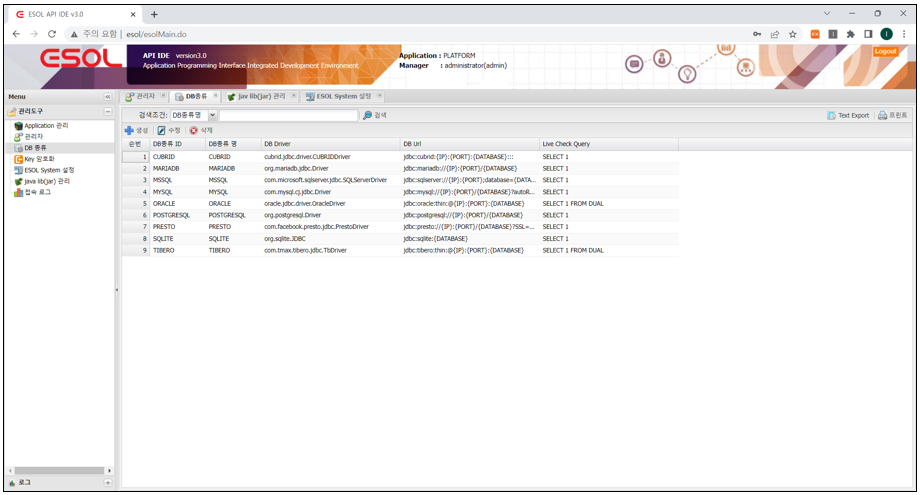 ESOL API IDE v3.0
주의 요함 esol/esolMain.do
ESOL
API IDE version3.0
Application Programming Interface Integrated Development Environment
Application : PLATFORM
Manager : administrator(admin)
Logout
Menu
관리도구
Application 관리
관리자
DB 종류
Key 암호화
ESOL System 설정
java lib(jar) 관리
접속 로그
로그
관리자 DB종류 jav lib(jar) 관리 ESOL System 설정
검색조건: DB종류명 검색 Text Export 프린트
생성 수정 삭제
순번 DB종류 ID DB종류 명 DB Driver DB Url Live Check Query
1 CUBRID CUBRID cubrid.jdbc.driver.CUBRIDDriver jdbc:cubrid:{IP}:{PORT}:{DATABASE}::: SELECT 1
2 MARIADB MARIADB org.mariadb.jdbc.Driver jdbc:mariadb://{IP}:{PORT}/{DATABASE} SELECT 1
3 MSSQL MSSQL com.microsoft.sqlserver.jdbc.SQLServerDriver jdbc:sqlserver://{IP}:{PORT};database={DATA... SELECT 1
4 MYSQL MYSQL com.mysql.cj.jdbc.Driver jdbc:mysql://{IP}:{PORT}/{DATABASE}?autoR... SELECT 1
5 ORACLE ORACLE oracle.jdbc.driver.OracleDriver jdbc:oracle:thin:@{IP}:{PORT}:{DATABASE} SELECT 1 FROM DUAL
6 POSTGRESQL POSTGRESQL org.postgresql.Driver jdbc:postgresql://{IP}:{PORT}/{DATABASE} SELECT 1
7 PRESTO PRESTO com.facebook.presto.jdbc.PrestoDriver jdbc:presto://{IP}:{PORT}/{DATABASE}?SSL=... SELECT 1
8 SQLITE SQLITE org.sqlite.JDBC jdbc:sqlite:{DATABASE} SELECT 1
9 TIBERO TIBERO com.tmax.tibero.jdbc.TbDriver jdbc:tibero:thin:@{IP}:{PORT}:{DATABASE} SELECT 1 FROM DUAL